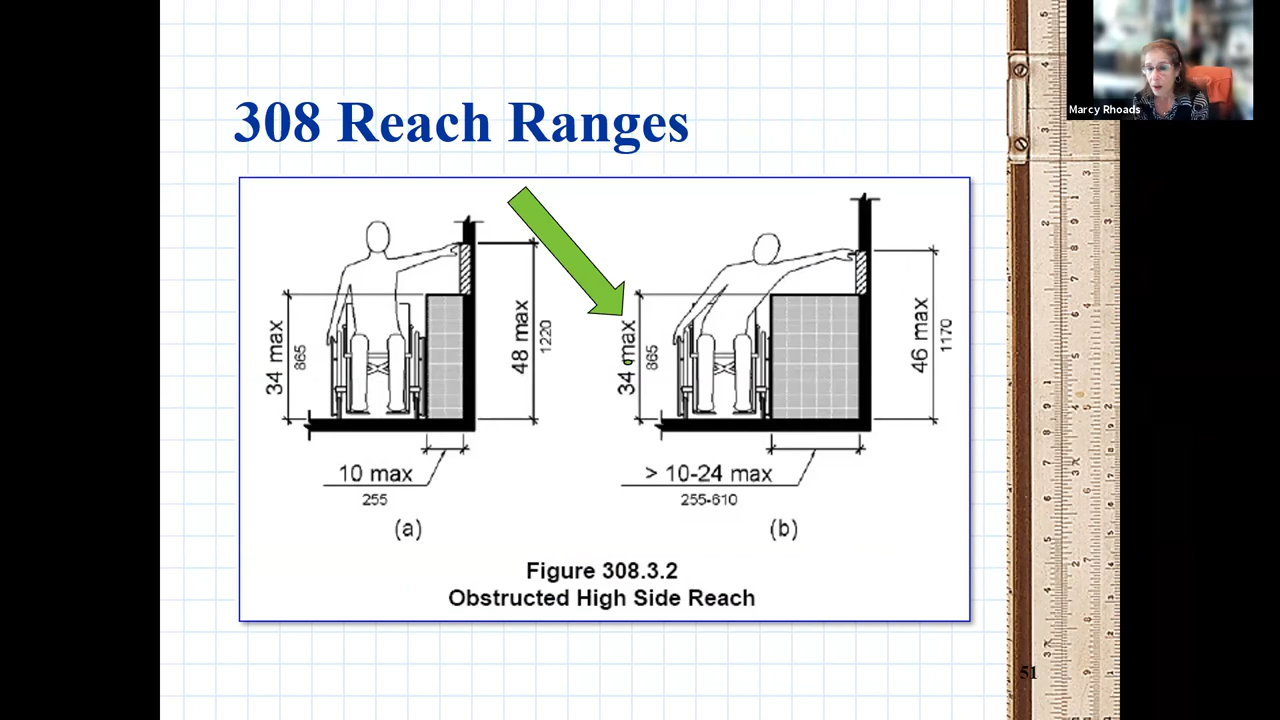 308 Reach Ranges
Marcy Rhoads
34 max
865
48 max
1220
10 max
255
(a)
34 max
865
46 max
1170
> 10-24 max
255-610
(b)
Figure 308.3.2
Obstructed High Side Reach
51